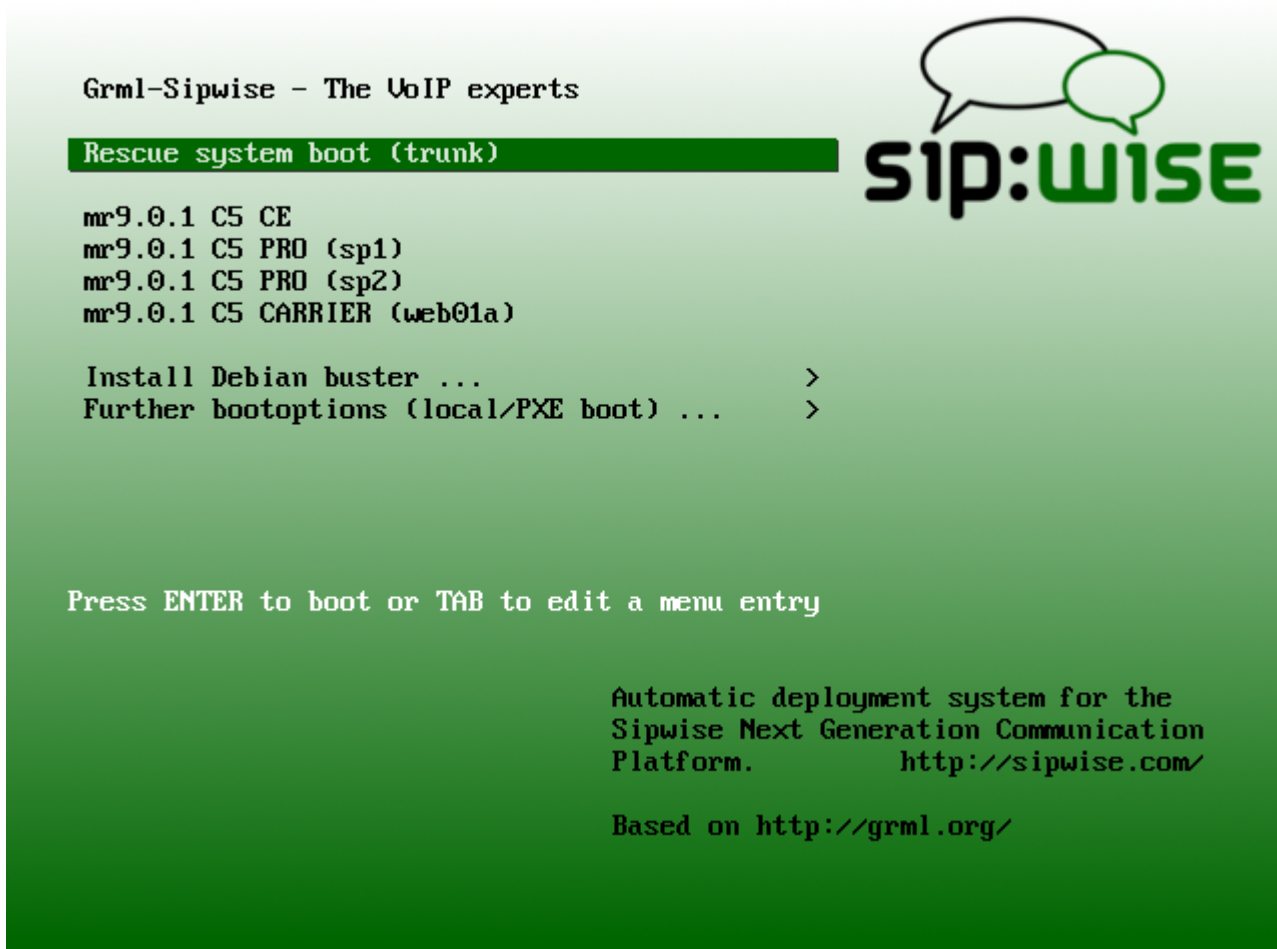 Grml-Sipwise - The VoIP experts
sip:wise
Rescue system boot (trunk)
mr9.0.1 C5 CE
mr9.0.1 C5 PRO (sp1)
mr9.0.1 C5 PRO (sp2)
mr9.0.1 C5 CARRIER (web01a)
Install Debian buster ... >
Further bootoptions (local/PXE boot) ... >
Press ENTER to boot or TAB to edit a menu entry
Automatic deployment system for the
Sipwise Next Generation Communication
Platform. http://sipwise.com/
Based on http://grml.org/